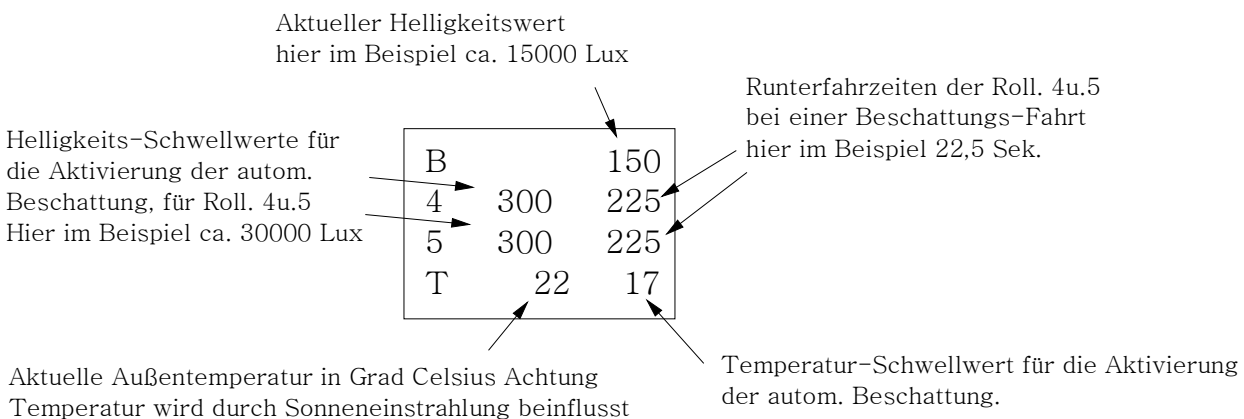 Aktueller Helligkeitswert
hier im Beispiel ca. 15000 Lux
Runterfahrzeiten der Roll. 4u.5
bei einer Beschattungs-Fahrt
hier im Beispiel 22,5 Sek.
Helligkeits-Schwellwerte für
die Aktivierung der autom.
Beschattung, für Roll. 4u.5
Hier im Beispiel ca. 30000 Lux
B 150
4 300 225
5 300 225
T 22 17
Aktuelle Außentemperatur in Grad Celsius Achtung
Temperatur wird durch Sonneneinstrahlung beinflusst
Temperatur-Schwellwert für die Aktivierung
der autom. Beschattung.